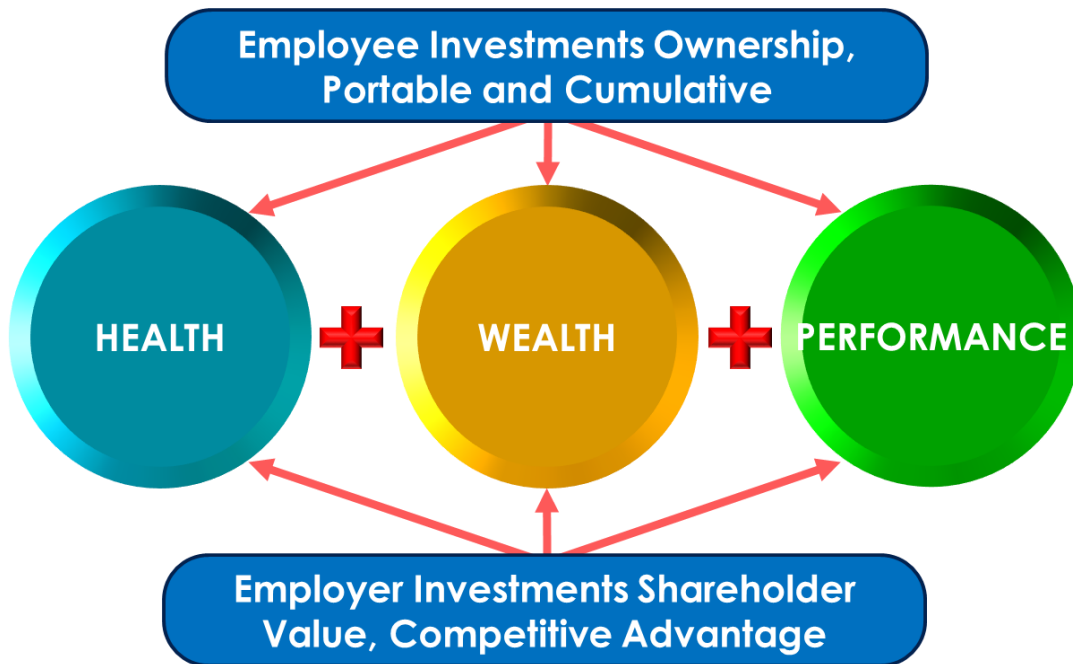 Employee Investments Ownership,
Portable and Cumulative
HEALTH
WEALTH
PERFORMANCE
Employer Investments Shareholder
Value, Competitive Advantage